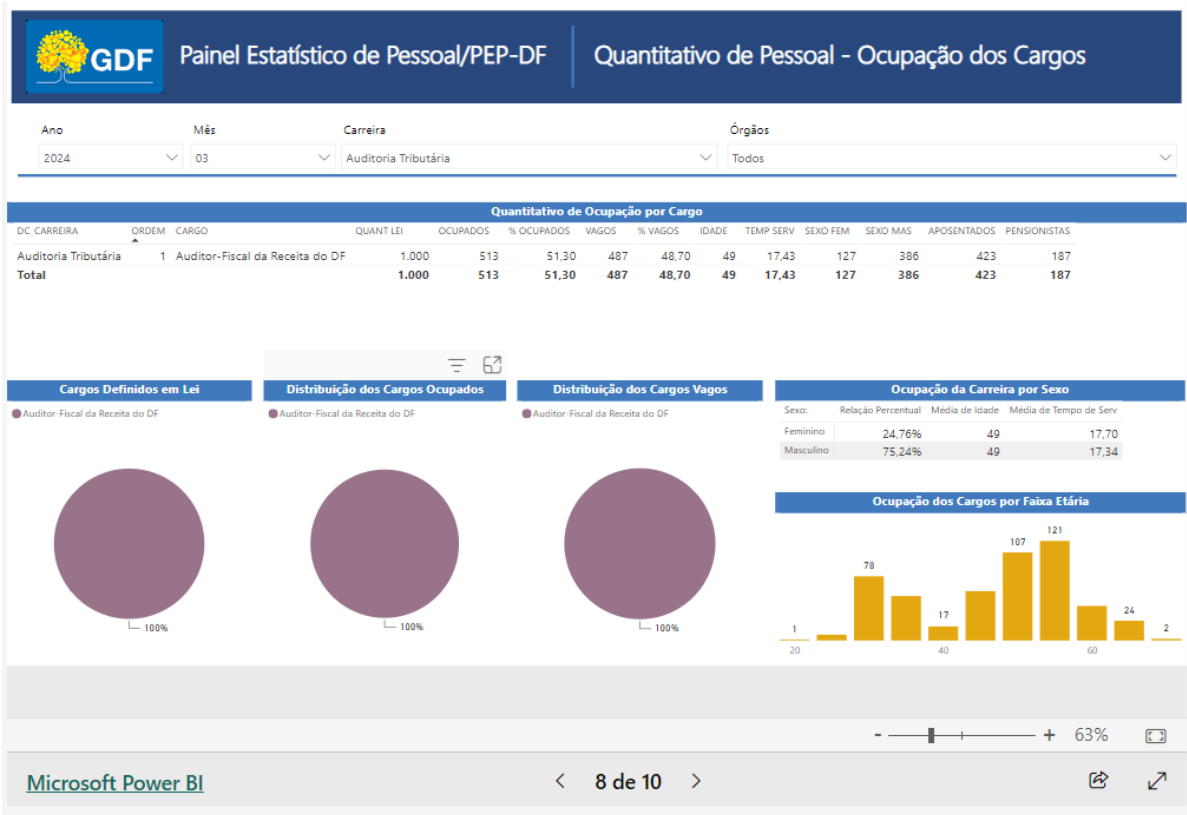 GDF
Painel Estatístico de Pessoal/PEP-DF
Quantitativo de Pessoal - Ocupação dos Cargos
Ano Mês Carreira Órgãos
2024 03 Auditoria Tributária Todos
Quantitativo de Ocupação por Cargo
DC CARREIRA ORDEM CARGO QUANT LEI OCUPADOS % OCUPADOS VAGOS % VAGOS IDADE TEMP SERV SEXO FEM SEXO MAS APOSENTADOS PENSIONISTAS
Auditoria Tributária 1 Auditor-Fiscal da Receita do DF 1.000 513 51,30 487 48,70 49 17,43 127 386 423 187
Total 1.000 513 51,30 487 48,70 49 17,43 127 386 423 187
Cargos Definidos em Lei
Auditor-Fiscal da Receita do DF
100%
Distribuição dos Cargos Ocupados
Auditor-Fiscal da Receita do DF
100%
Distribuição dos Cargos Vagos
Auditor-Fiscal da Receita do DF
100%
Ocupação da Carreira por Sexo
Sexo: Relação Percentual Média de Idade Média de Tempo de Serv
Feminino 24,76% 49 17,70
Masculino 75,24% 49 17,34
Ocupação dos Cargos por Faixa Etária
1 78 17 107 121 24 2
20 40 60
- + 63%
Microsoft Power BI
< 8 de 10 >